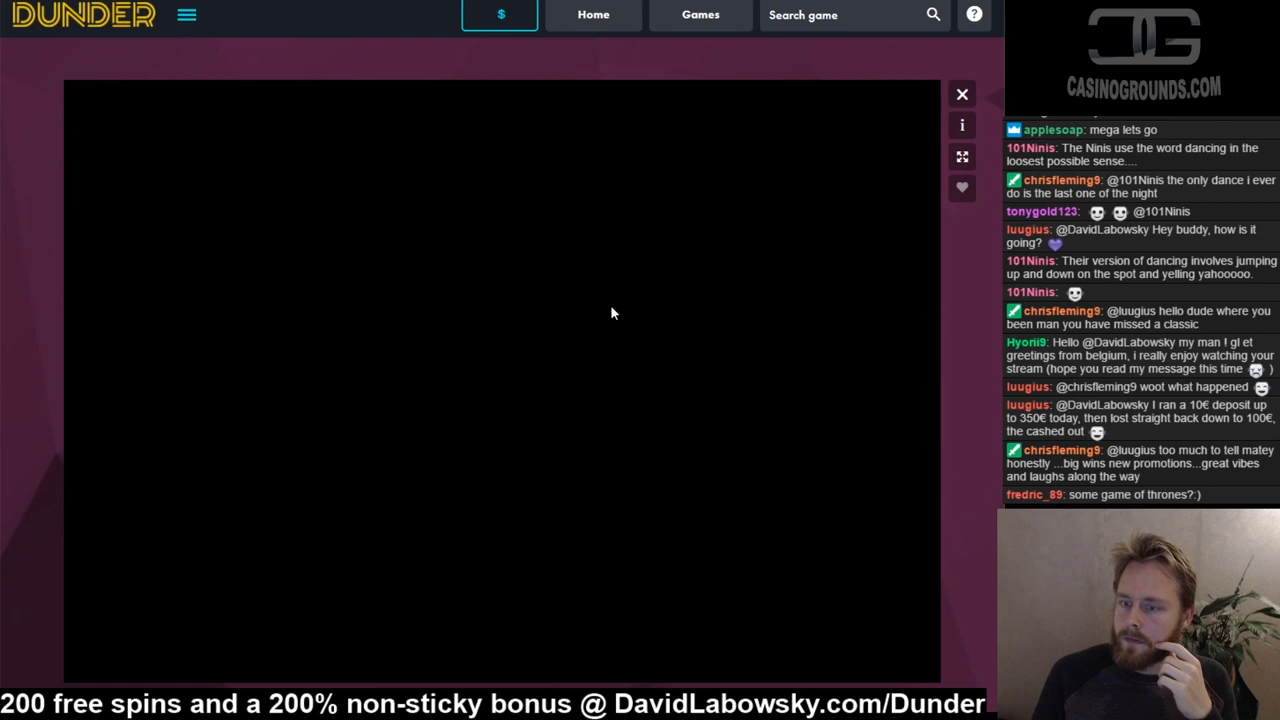 DUNDER
$
Home
Games
Search game
?
CG
CASINOGROUNDS.COM
applesoap: mega lets go
101Ninis: The Ninis use the word dancing in the
loosest possible sense....
chrisfleming9: @101Ninis the only dance i ever
do is the last one of the night
tonygold123: @101Ninis
luugius: @DavidLabowsky Hey buddy, how is it
going?
101Ninis: Their version of dancing involves jumping
up and down on the spot and yelling yahooooo.
101Ninis:
chrisfleming9: @luugius hello dude where you
been man you have missed a classic
Hyorii9: Hello @DavidLabowsky my man ! gl et
greetings from belgium, i really enjoy watching your
stream (hope you read my message this time )
luugius: @chrisfleming9 woot what happened
luugius: @DavidLabowsky I ran a 10€ deposit up
to 350€ today, then lost straight back down to 100€,
the cashed out
chrisfleming9: @luugius too much to tell matey
honestly ...big wins new promotions...great vibes
and laughs along the way
fredric_89: some game of thrones?:)
200 free spins and a 200% non-sticky bonus @ DavidLabowsky.com/Dunder